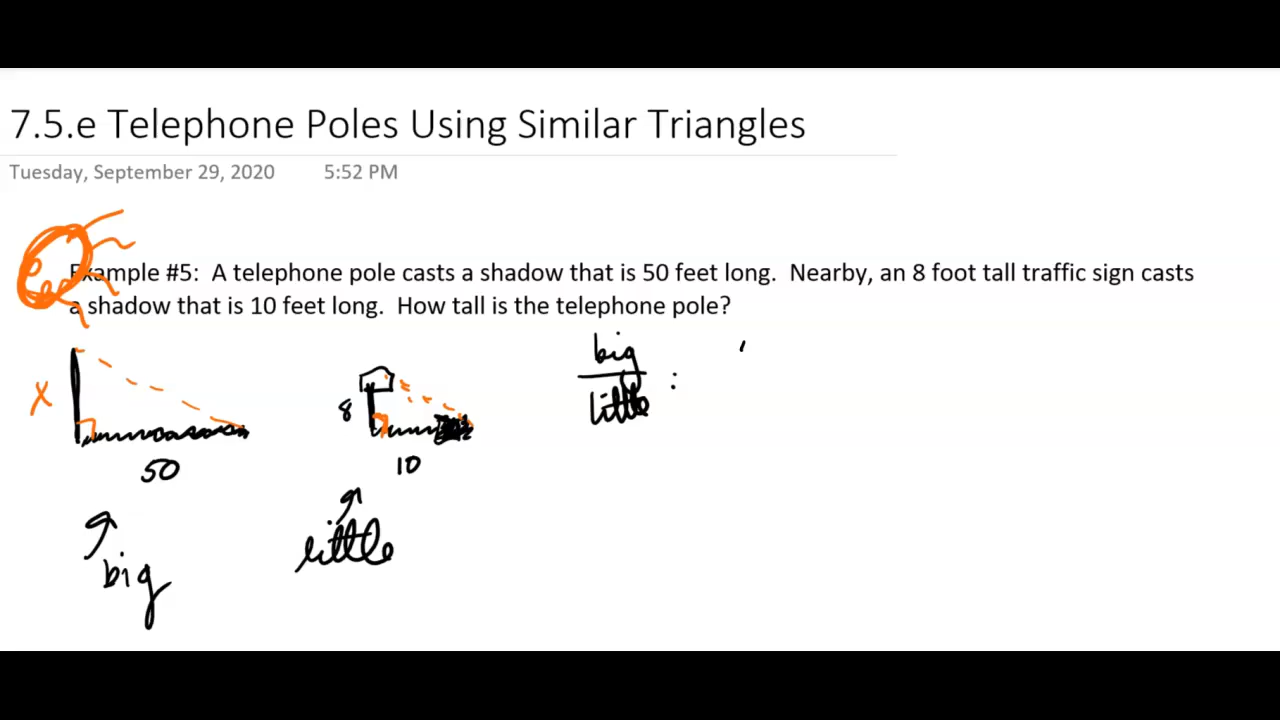 7.5.e Telephone Poles Using Similar Triangles
Tuesday, September 29, 2020 5:52 PM
Example #5: A telephone pole casts a shadow that is 50 feet long. Nearby, an 8 foot tall traffic sign casts
a shadow that is 10 feet long. How tall is the telephone pole?
big
little :
x
8
50
10
big
little